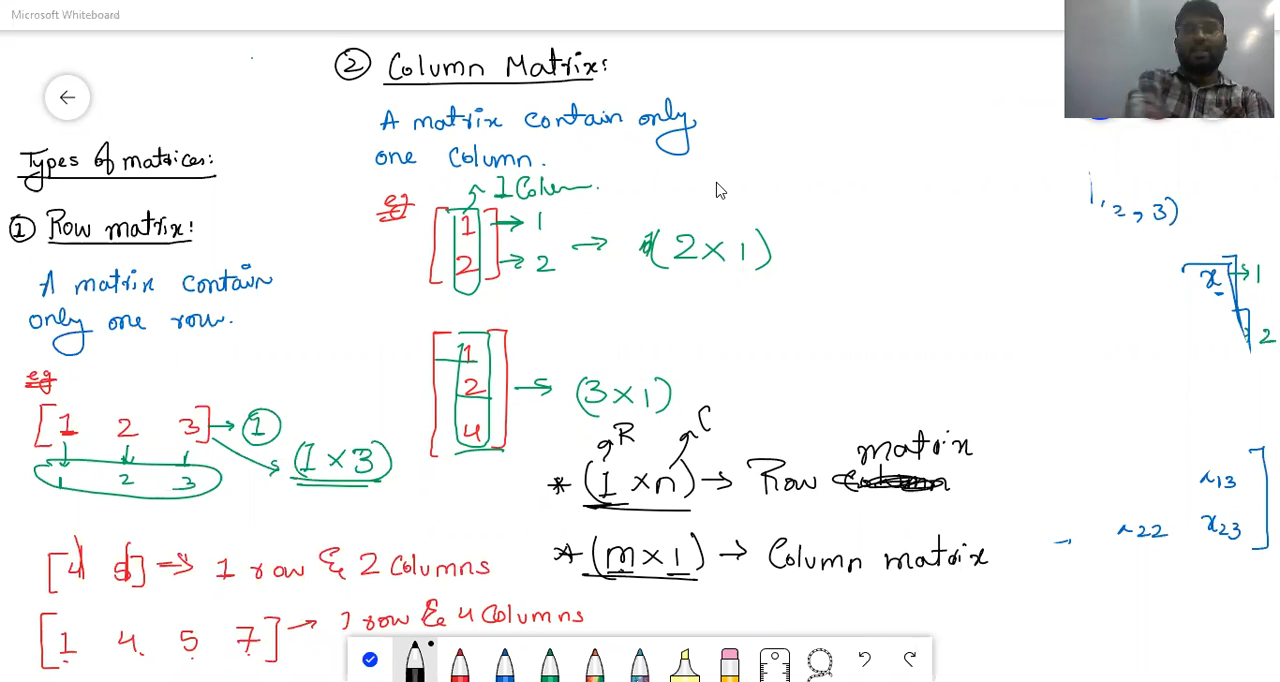 Microsoft Whiteboard
Types of matrices:
① Row matrix:
A matrix contain
only one row.
eg
[1 2 3] → ①
1 2 3
(1 × 3)
[4 5] ⇒ 1 row & 2 Columns
[1 4 5 7] → 1 row & 4 Columns
② Column Matrix:
A matrix contain only
one Column.
eg
1 Colum
1 → 1
2 → 2
→ (2 × 1)
1
2
4
→ (3 × 1)
R C
* (1 × n) → Row matrix
* (m × 1) → Column matrix
1, 2, 3)
x → 1
2
13
22 x23